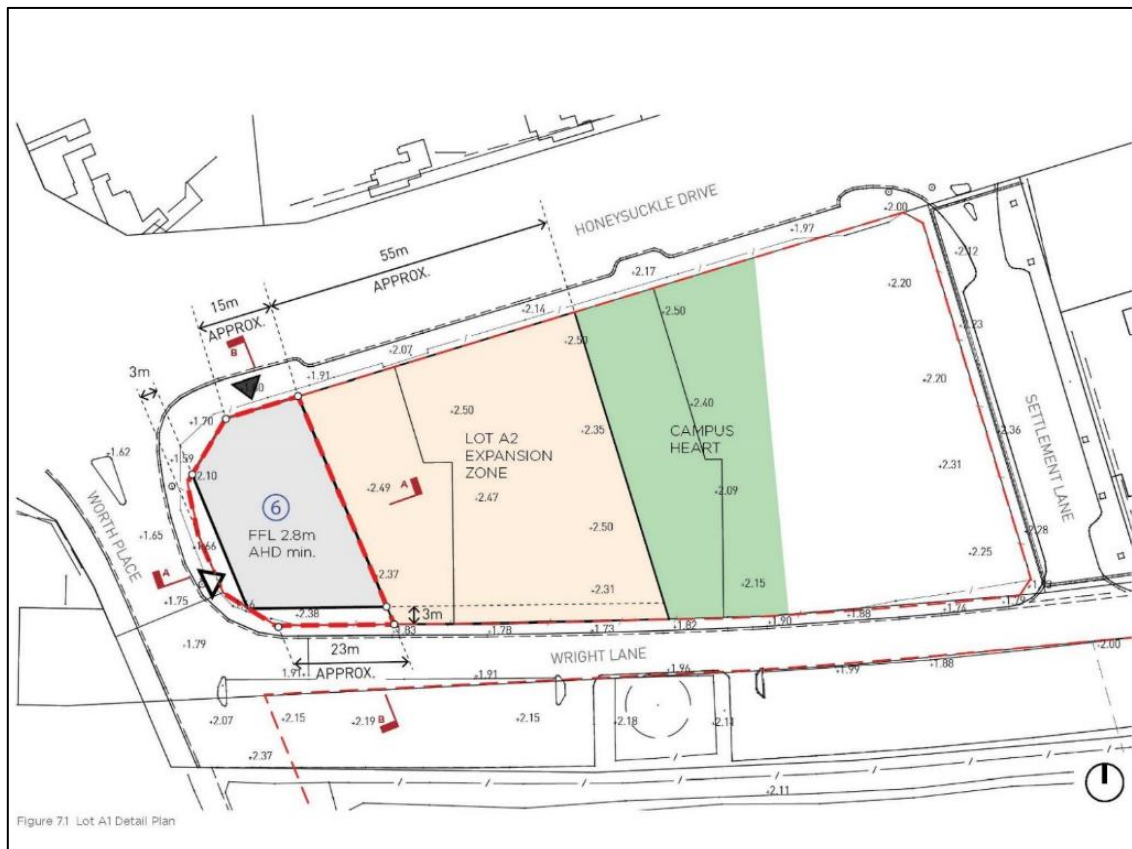 HONEYSUCKLE DRIVE
+2.00
+1.97
+2.12
55m
APPROX.
+2.17
+2.20
15m
APPROX.
+2.14
+2.50
+2.23
B
+2.50
+2.07
3m
+1.91
+2.20
+1.70
+2.50
+2.40
+2.35
LOT A2
EXPANSION
ZONE
CAMPUS
HEART
+2.36
SETTLEMENT LANE
+1.62
+1.59
+2.10
+2.31
A
+2.49
+2.47
+2.09
WORTH PLACE
6
FFL 2.8m
AHD min.
+2.50
+1.65
+1.66
+2.28
+2.25
A
+2.37
+2.31
+2.15
+1.75
+2.38
3m
+1.83
+1.78
+1.73
+1.82
+1.90
+1.88
+1.74
+1.79
23m
APPROX.
WRIGHT LANE
+2.00
1.91+
+1.91
+1.96
+1.99
+1.88
+2.07
+2.15
+2.19
B
+2.15
+2.18
+2.11
+2.37
+2.11
Figure 7.1 Lot A1 Detail Plan